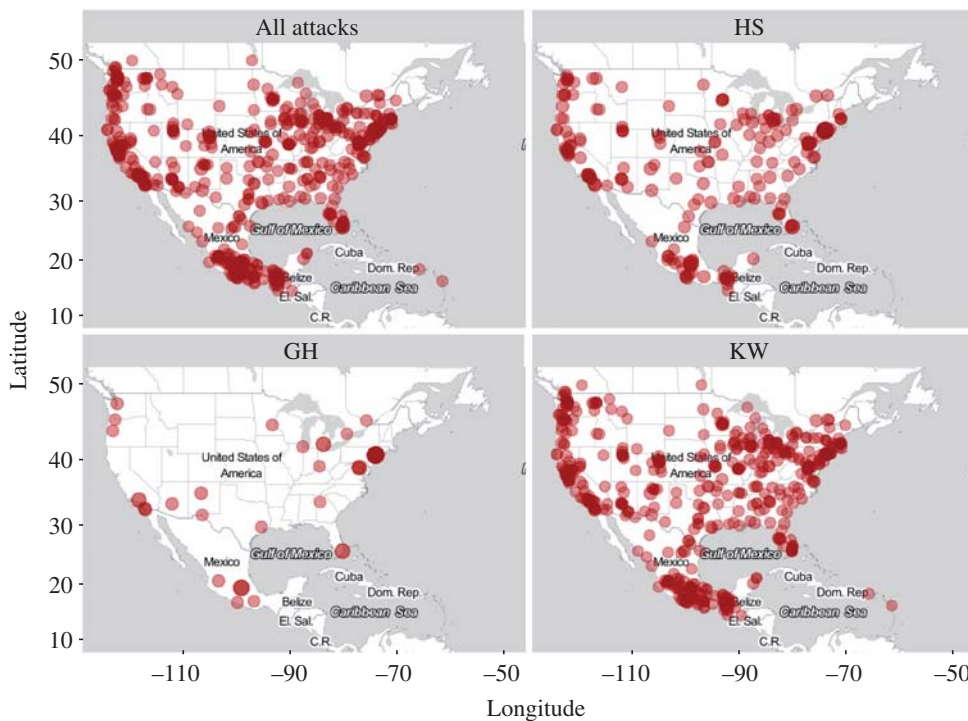 All attacks
HS
50
40
30
20
10
United States of
America
Gulf of Mexico
Mexico
Cuba
Dom. Rep.
Belize
El. Sal.
Caribbean Sea
C.R.
United States of
America
Gulf of Mexico
Mexico
Cuba
Dom. Rep.
Belize
El. Sal.
Caribbean Sea
C.R.
Latitude
GH
KW
50
40
30
20
10
United States of
America
Gulf of Mexico
Mexico
Cuba
Dom. Rep.
Belize
El. Sal.
Caribbean Sea
C.R.
United States of
America
Gulf of Mexico
Mexico
Cuba
Dom. Rep.
Belize
El. Sal.
Caribbean Sea
C.R.
–110 –90 –70 –50 –110 –90 –70 –50
Longitude